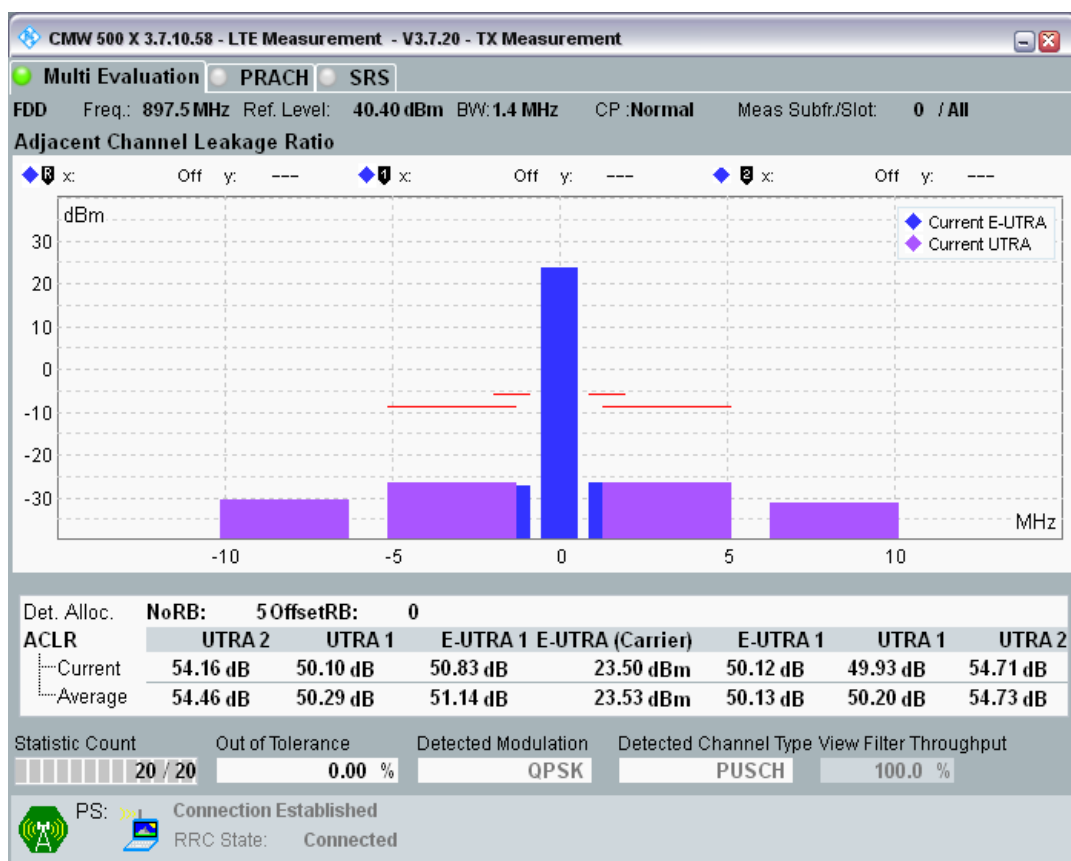 CMW 500 X 3.7.10.58 - LTE Measurement - V3.7.20 - TX Measurement
Multi Evaluation PRACH SRS
FDD Freq.: 897.5 MHz Ref. Level: 40.40 dBm BW: 1.4 MHz CP :Normal Meas Subfr./Slot: 0 / All
Adjacent Channel Leakage Ratio
R x: Off y: --- 1 x: Off y: --- 2 x: Off y: ---
dBm
Current E-UTRA
Current UTRA
30
20
10
0
-10
-20
-30
MHz
-10 -5 0 5 10
Det. Alloc. NoRB: 5 OffsetRB: 0
ACLR UTRA 2 UTRA 1 E-UTRA 1 E-UTRA (Carrier) E-UTRA 1 UTRA 1 UTRA 2
Current 54.16 dB 50.10 dB 50.83 dB 23.50 dBm 50.12 dB 49.93 dB 54.71 dB
Average 54.46 dB 50.29 dB 51.14 dB 23.53 dBm 50.13 dB 50.20 dB 54.73 dB
Statistic Count Out of Tolerance Detected Modulation Detected Channel Type View Filter Throughput
20 / 20 0.00 % QPSK PUSCH 100.0 %
PS: Connection Established
RRC State: Connected